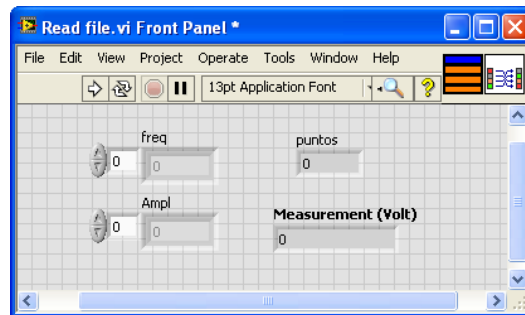 Read file.vi Front Panel *
File Edit View Project Operate Tools Window Help
13pt Application Font
freq
0
0
puntos
0
Ampl
0
0
Measurement (Volt)
0